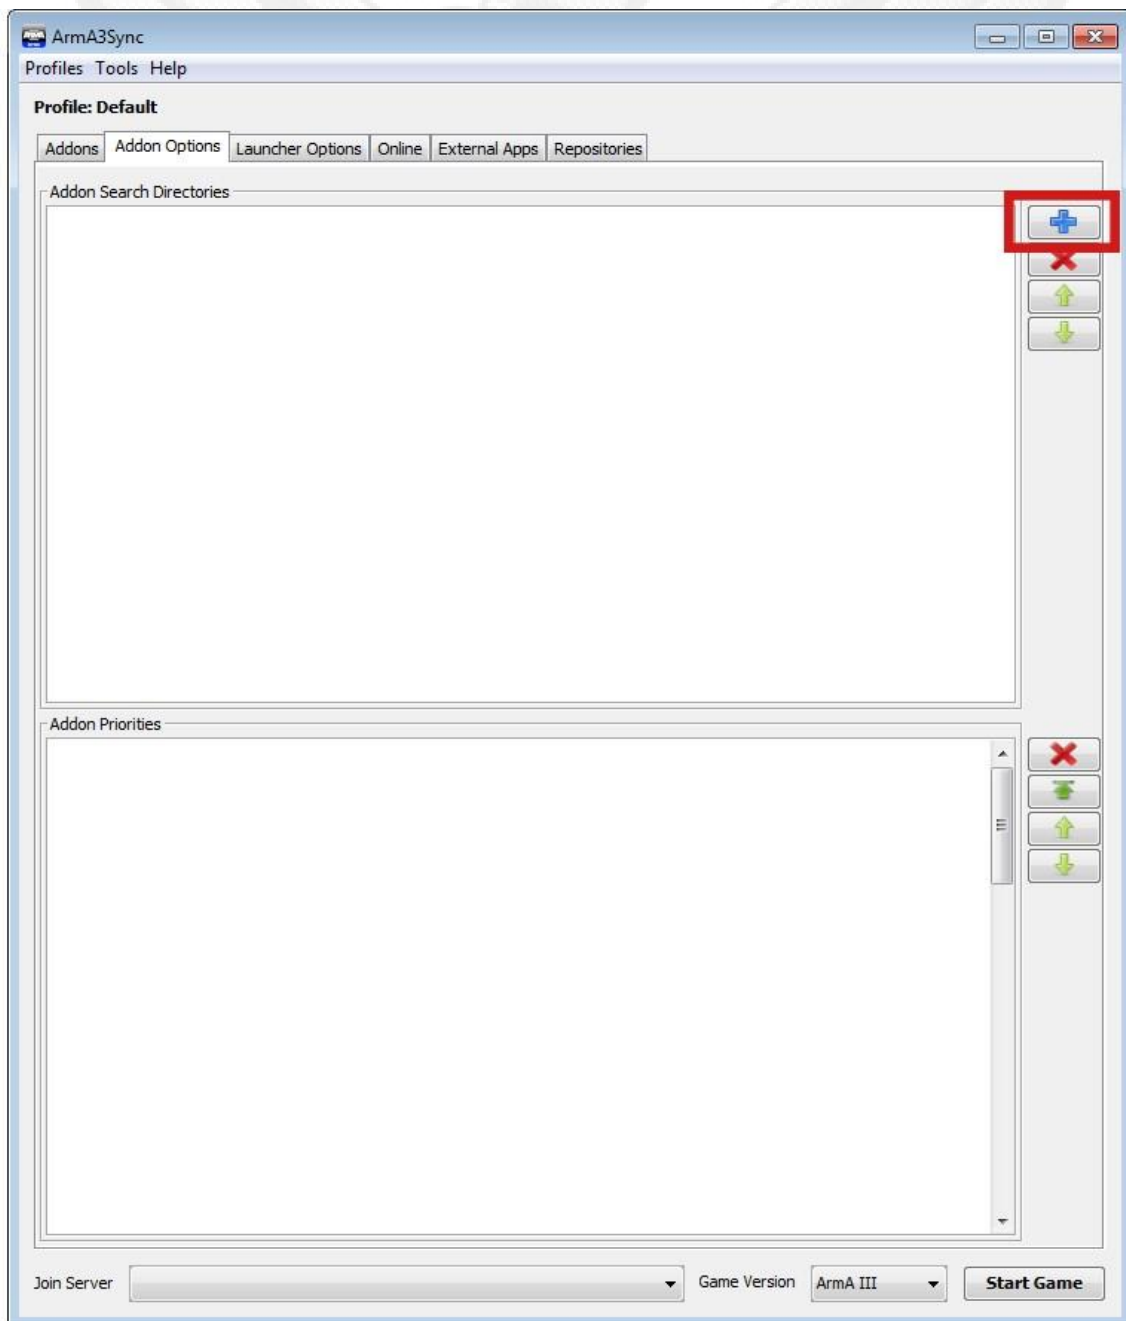 ArmA3Sync
Profiles Tools Help
Profile: Default
Addons Addon Options Launcher Options Online External Apps Repositories
Addon Search Directories
Addon Priorities
Join Server Game Version ArmA III Start Game